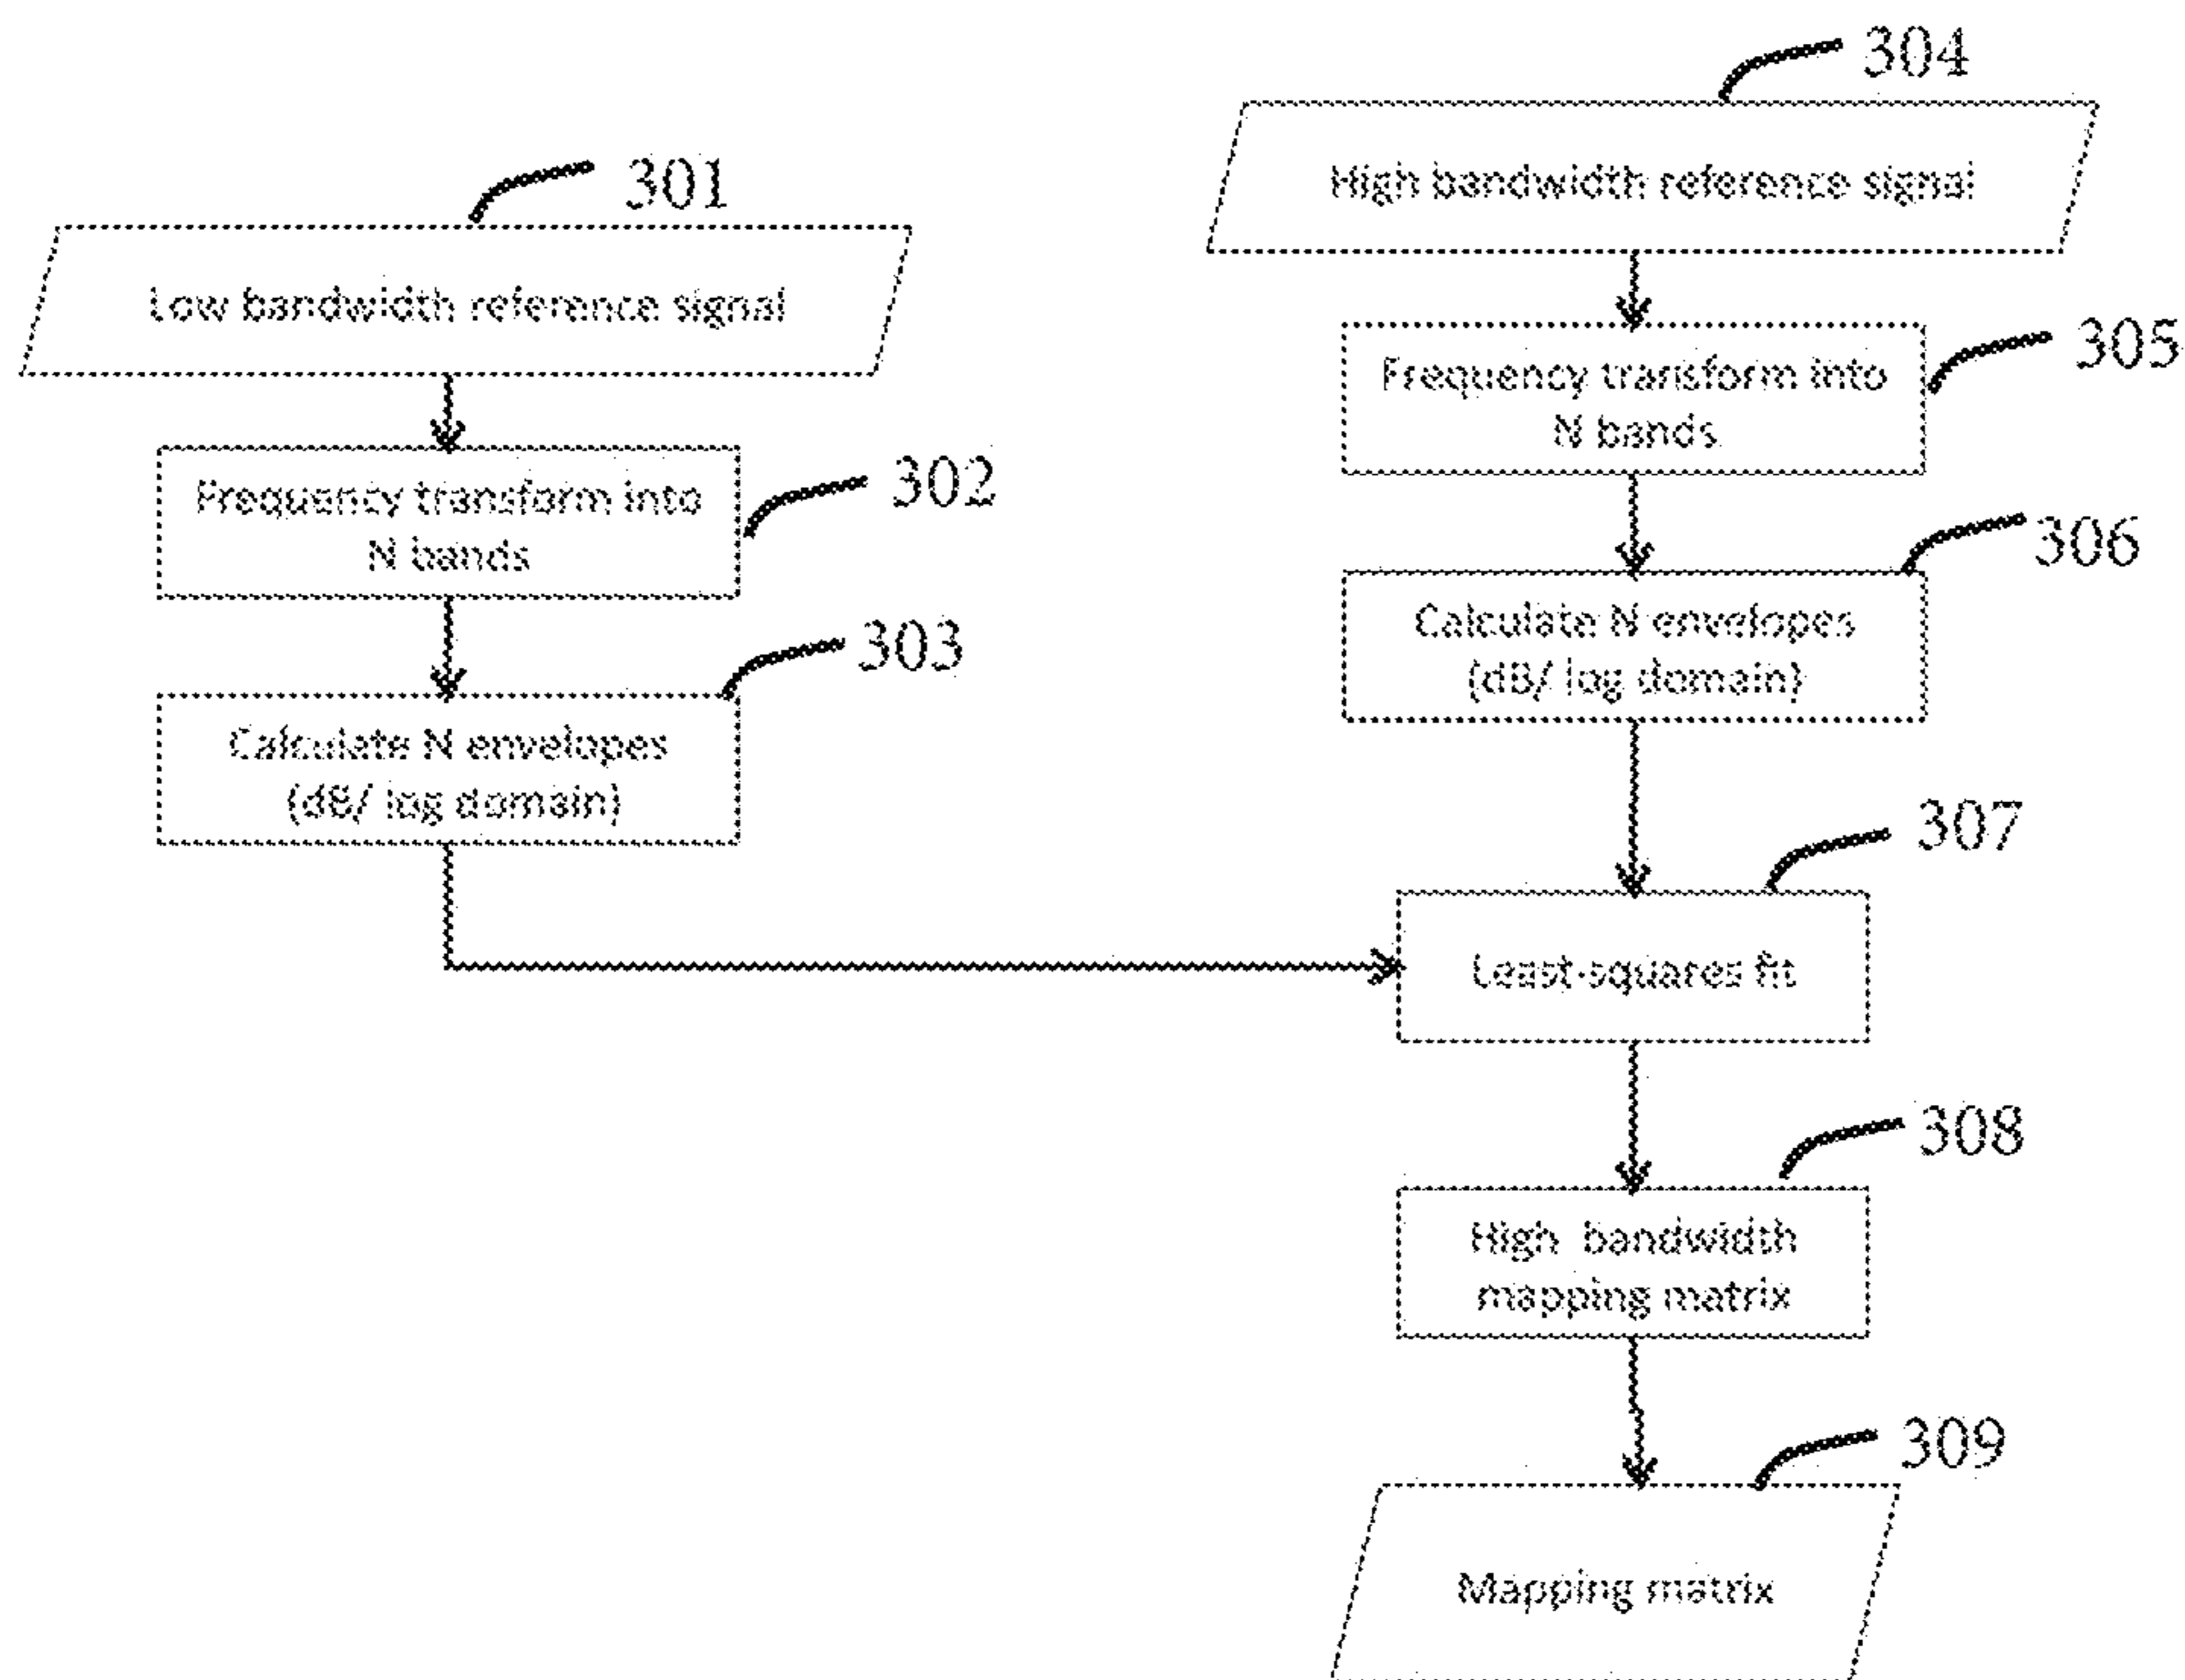 301
Low bandwidth reference signal
302
Frequency transform into
N bands
303
Calculate N envelopes
(dB/ log domain)
304
High bandwidth reference signal
305
Frequency transform into
N bands
306
Calculate N envelopes
(dB/ log domain)
307
Least-squares fit
308
High bandwidth
mapping matrix
309
Mapping matrix